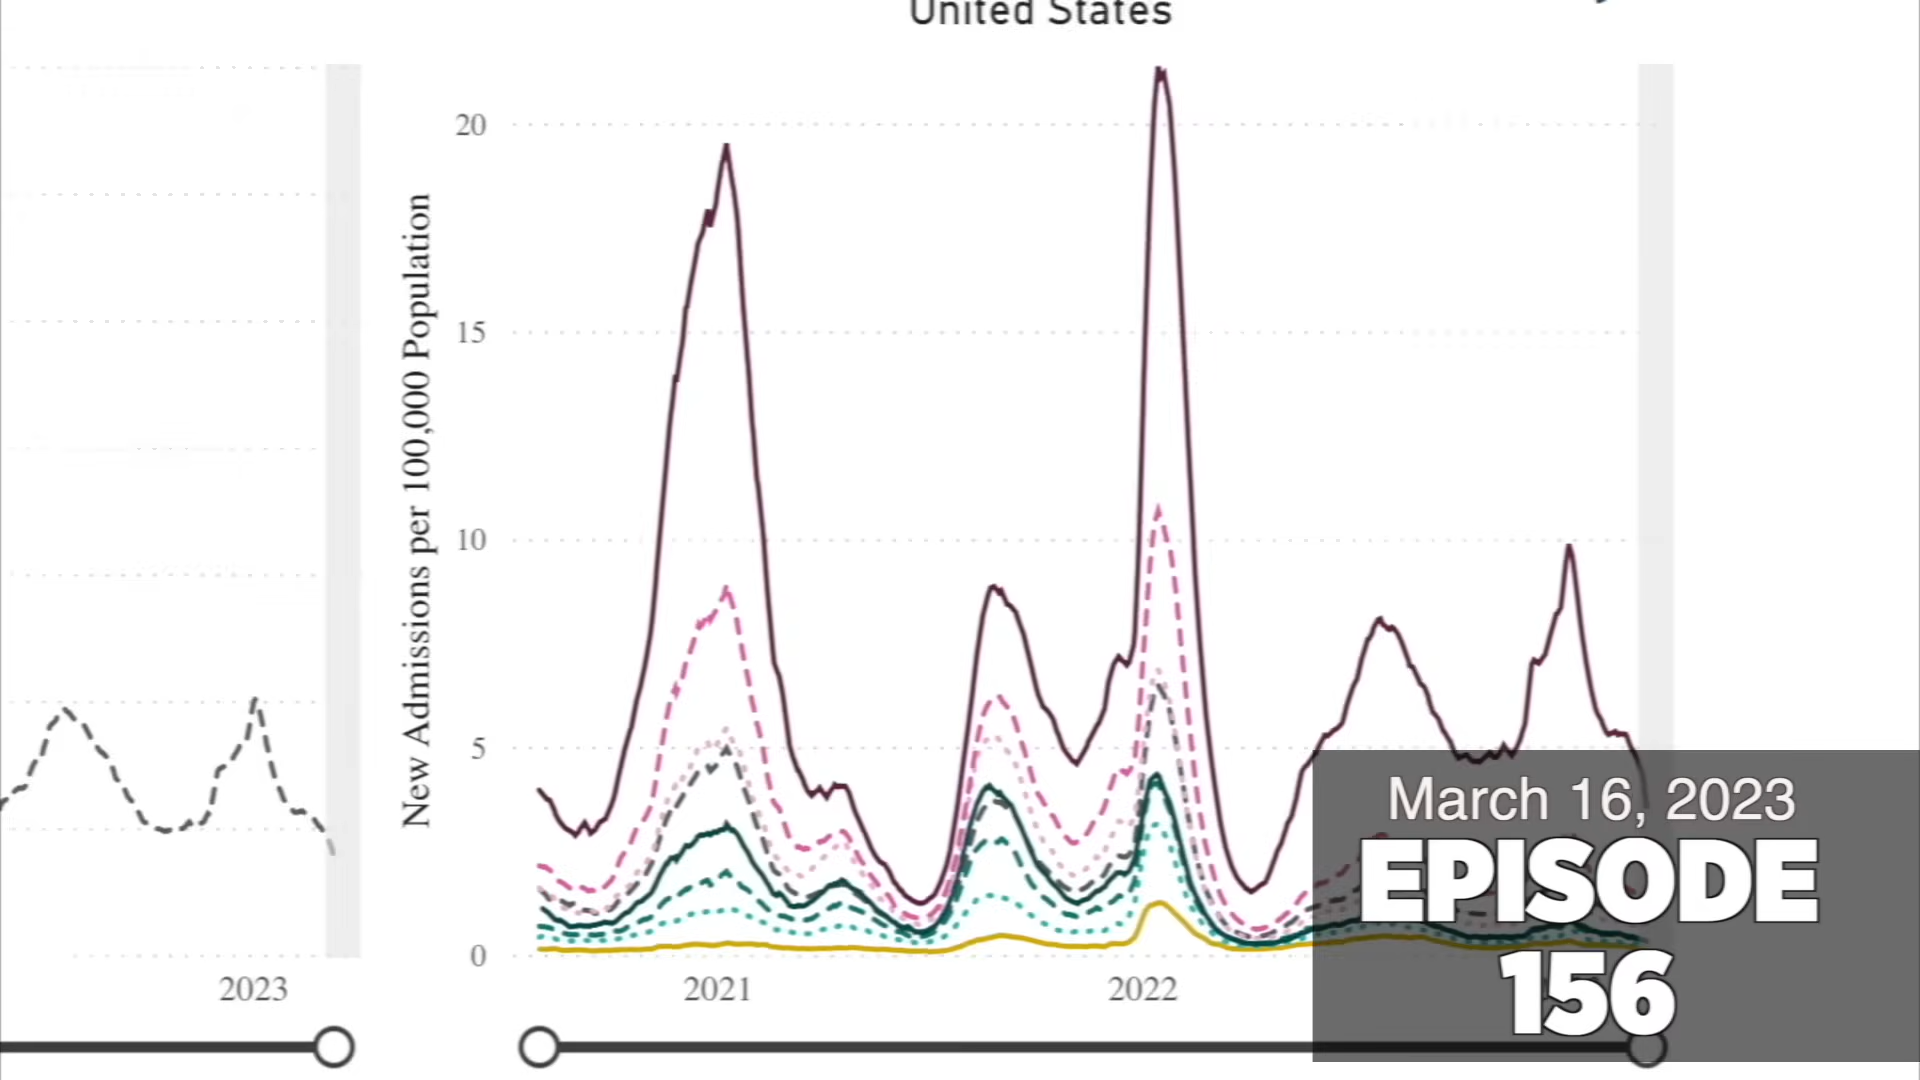 United States
New Admissions per 100,000 Population
20
15
10
5
0
2023
2021
2022
March 16, 2023
EPISODE
156